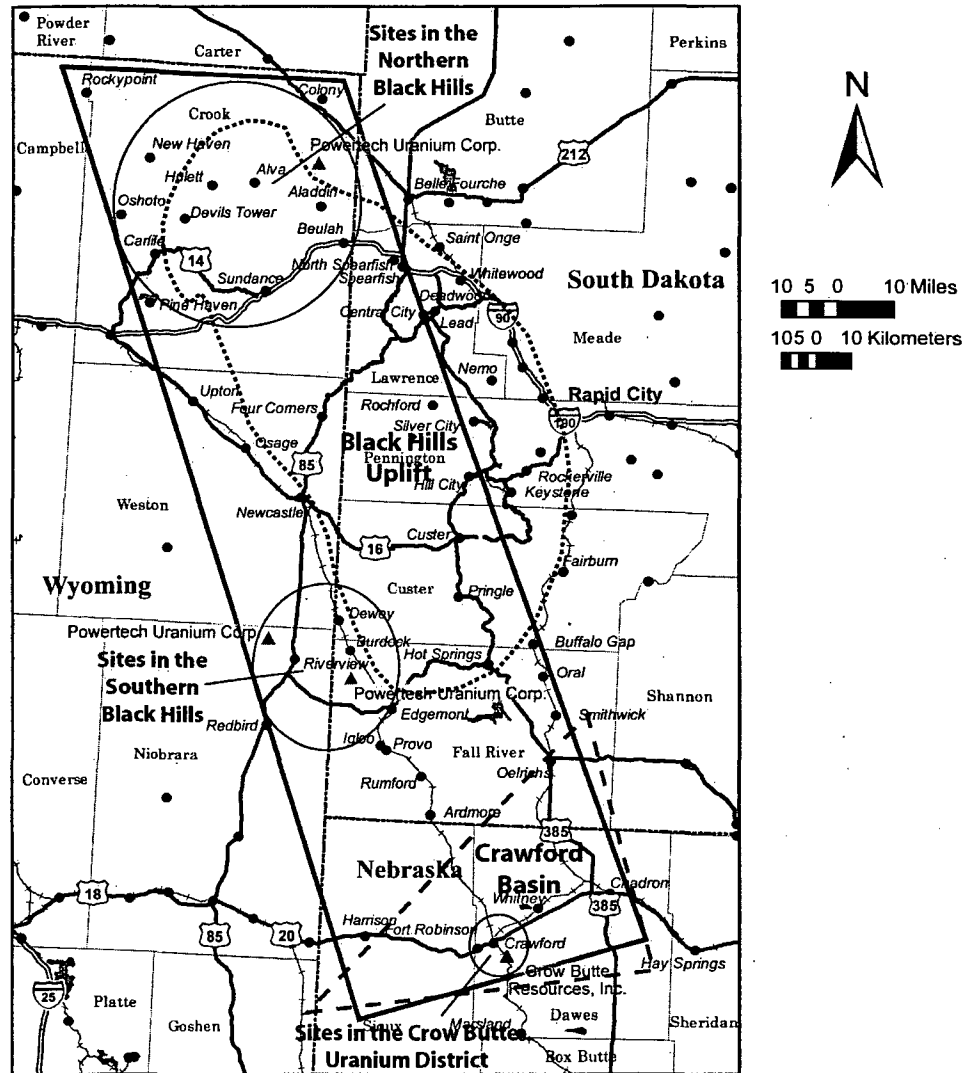 Powder
River
Carter
Sites in the
Northern
Black Hills
Perkins
N
Rockypoint
Colony
Crook
Butte
Campbell
New Haven
Powertech Uranium Corp.
212
Hulett
Alva
Aladdin
Belle Fourche
Oshoto
Devils Tower
Beulah
Saint Onge
Carlile
14
North Spearfish
Spearfish
Whitewood
South Dakota
Sundance
Deadwood
10 5 0 10 Miles
Pine Haven
Central City
Lead
90
Meade
10 5 0 10 Kilometers
Nemo
Lawrence
Upton
Rochford
Rapid City
Four Corners
Silver City
190
Osage
Black Hills
Uplift
Pennington
85
Hill City
Rockerville
Keystone
Weston
Newcastle
Custer
16
Fairburn
Wyoming
Custer
Pringle
Dewey
Powertech Uranium Corp.
Burdock
Buffalo Gap
Sites in the
Southern
Black Hills
Riverview
Hot Springs
Oral
Shannon
Powertech Uranium Corp.
Edgemont
Smithwick
Redbird
Igloo
Provo
Fall River
Niobrara
Oelrichs
Converse
Rumford
Ardmore
385
Nebraska
Crawford
Basin
Chadron
18
Whitney
385
Harrison
Fort Robinson
85
20
Crawford
Hay Springs
Crow Butte
Resources, Inc.
25
Platte
Goshen
Sioux
Marsland
Dawes
Sheridan
Sites in the Crow Butte
Uranium District
Box Butte